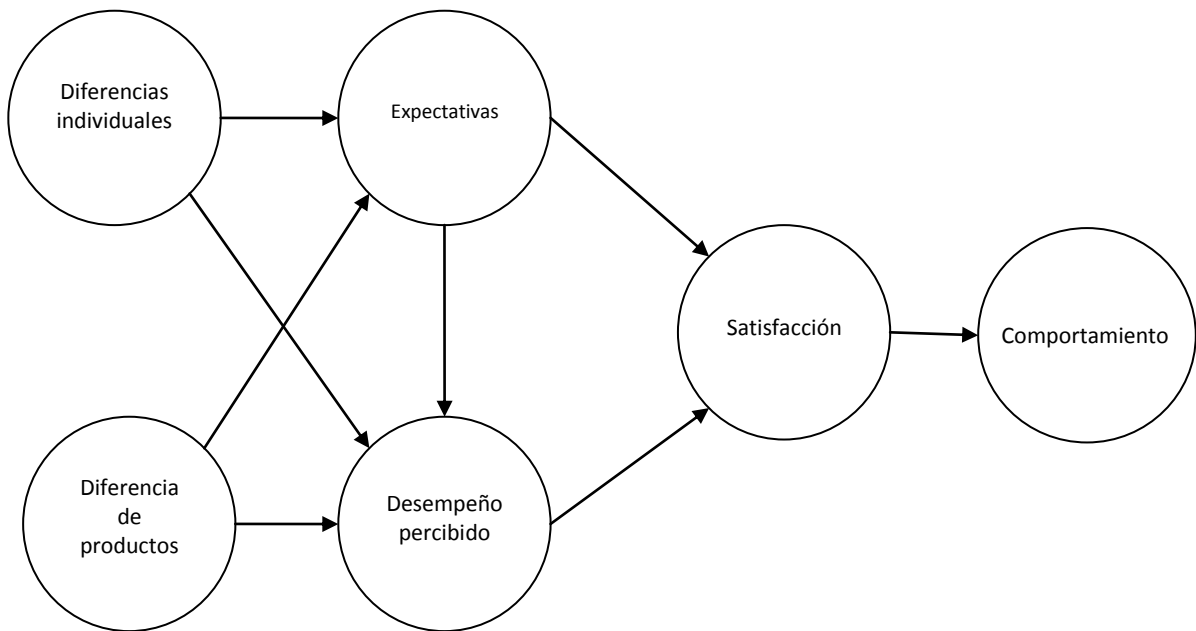 Diferencias
individuales
Expectativas
Satisfacción
Comportamiento
Diferencia
de
productos
Desempeño
percibido